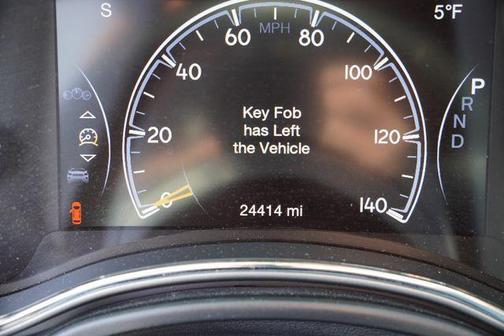 S
5°F
MPH
0
20
40
60
80
100
120
140
Key Fob
has Left
the Vehicle
24414 mi
P
R
N
D